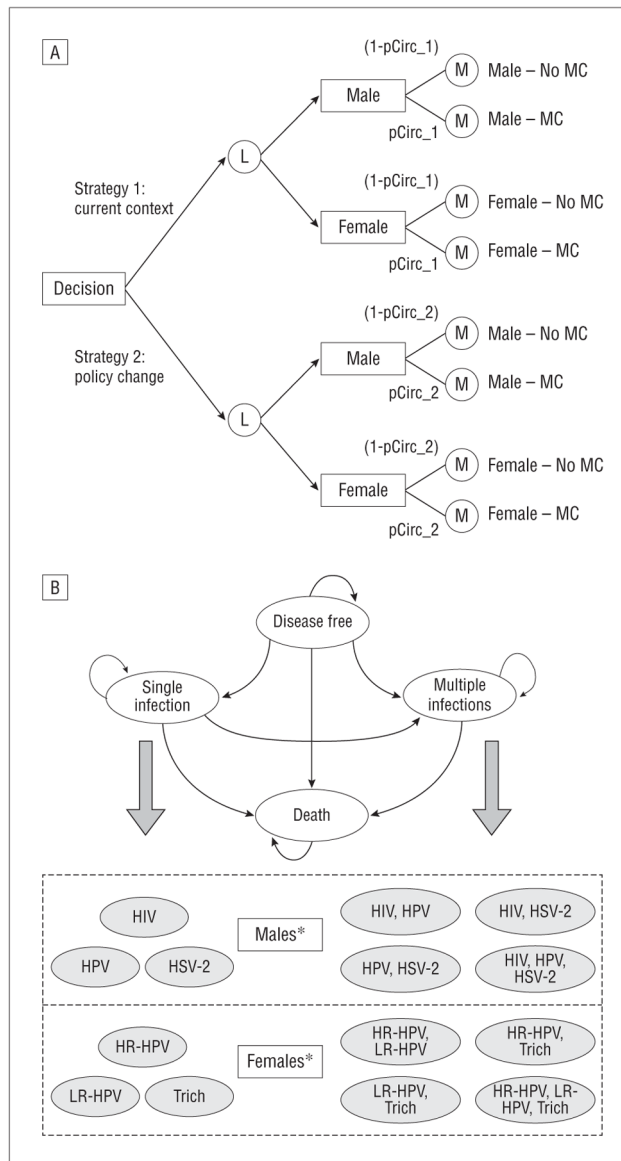 A
(1-pCirc_1)
M
Male – No MC
Male
M
Male – MC
pCirc_1
L
Strategy 1:
current context
(1-pCirc_1)
M
Female – No MC
Female
M
Female – MC
pCirc_1
Decision
(1-pCirc_2)
M
Male – No MC
Strategy 2:
policy change
Male
M
Male – MC
pCirc_2
L
(1-pCirc_2)
M
Female – No MC
Female
M
Female – MC
pCirc_2
B
Disease free
Single
infection
Multiple
infections
Death
HIV
HPV
HSV-2
Males*
HIV, HPV
HIV, HSV-2
HPV, HSV-2
HIV, HPV,
HSV-2
HR-HPV
LR-HPV
Trich
Females*
HR-HPV,
LR-HPV
HR-HPV,
Trich
LR-HPV,
Trich
HR-HPV, LR-
HPV, Trich